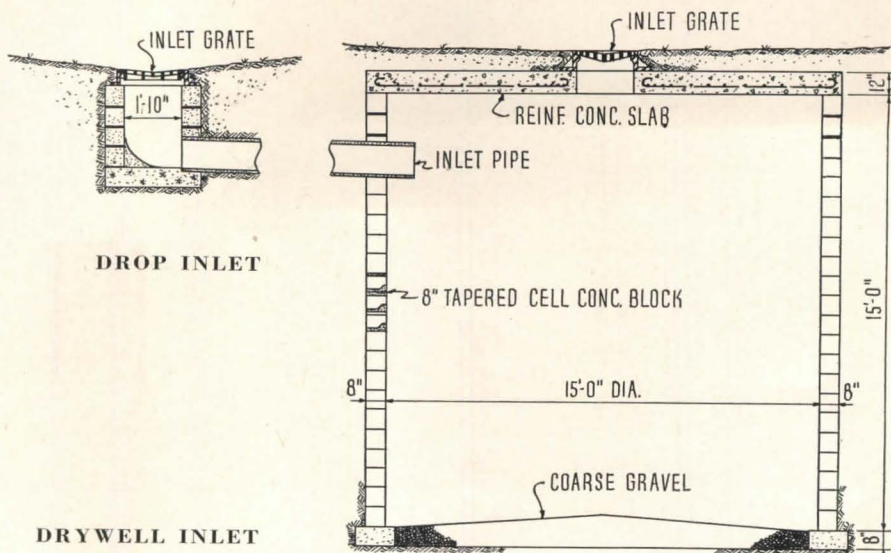 INLET GRATE
1'-10"
DROP INLET
INLET GRATE
12"
REINF. CONC. SLAB
INLET PIPE
8" TAPERED CELL CONC. BLOCK
15'-0"
8"
15'-0" DIA.
8"
COARSE GRAVEL
DRYWELL INLET
8"